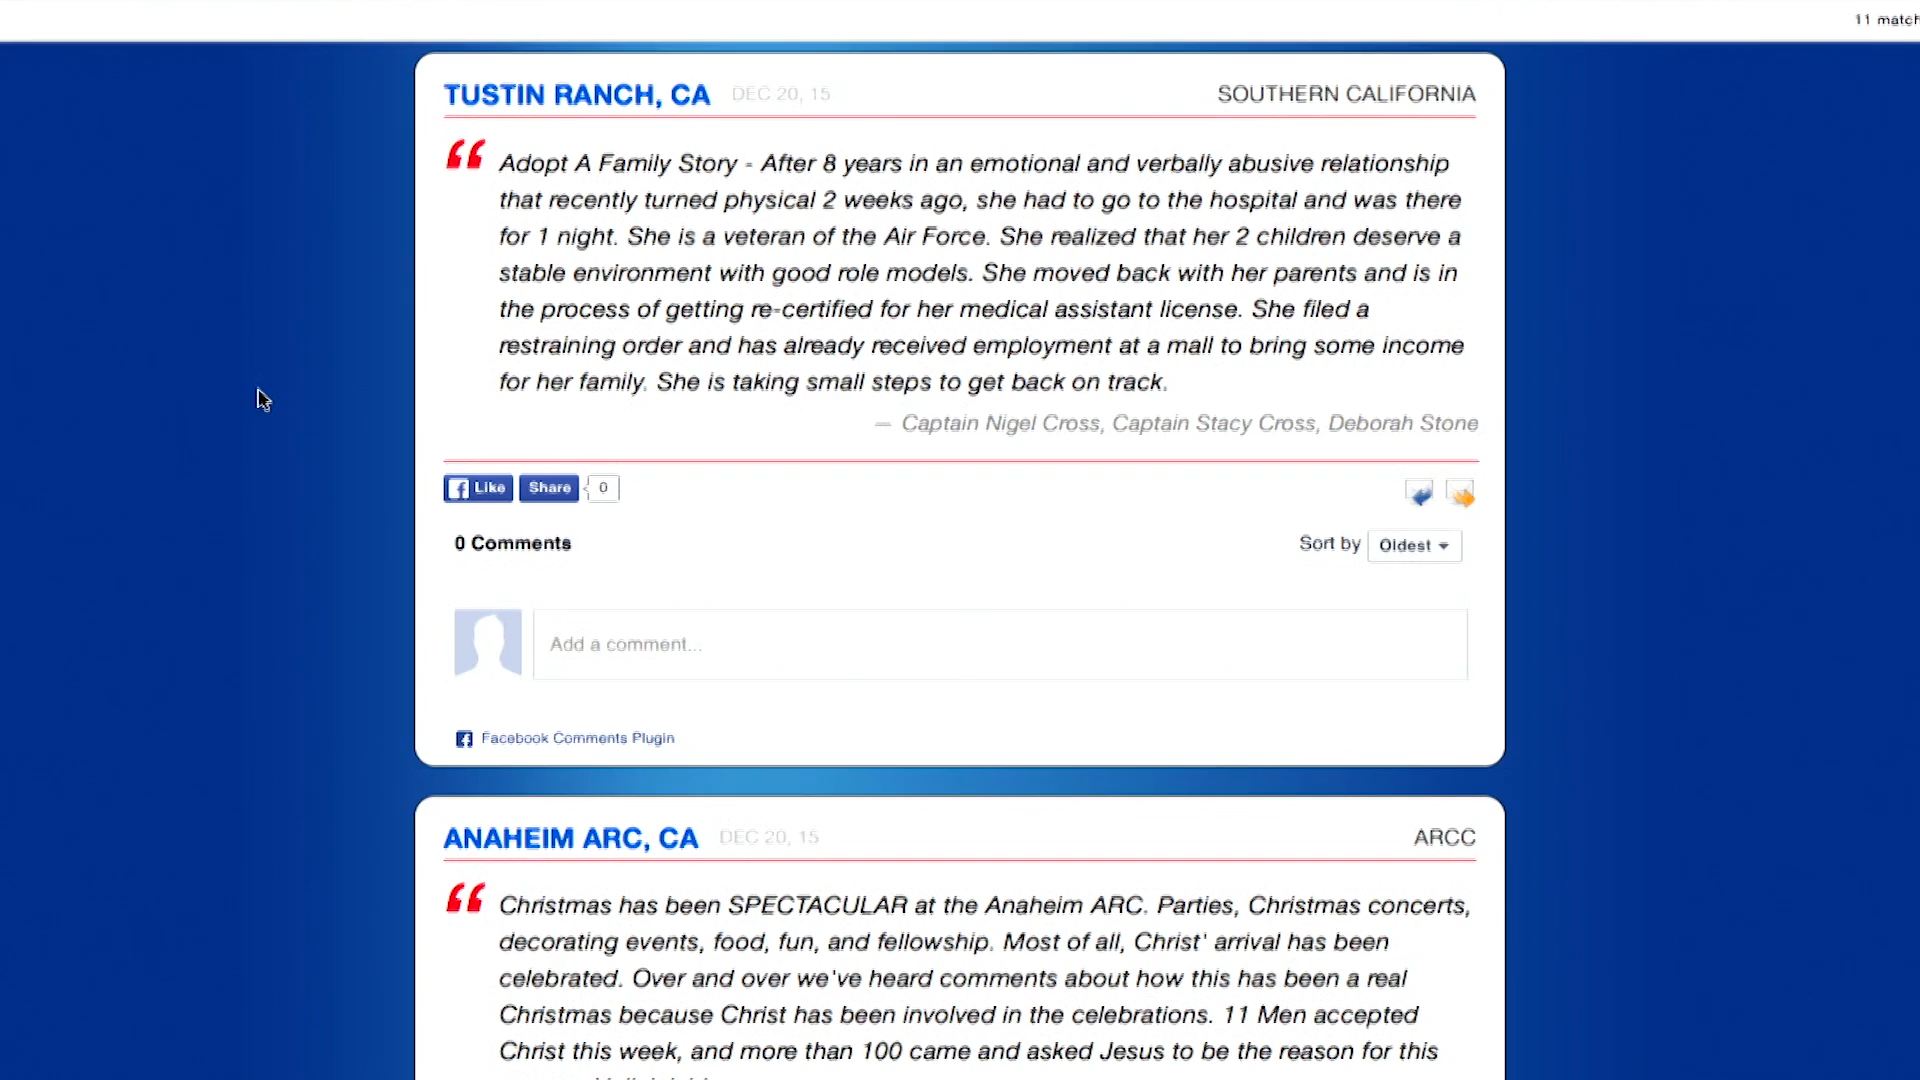 11 match
TUSTIN RANCH, CA DEC 20, 15 SOUTHERN CALIFORNIA
“ Adopt A Family Story - After 8 years in an emotional and verbally abusive relationship
that recently turned physical 2 weeks ago, she had to go to the hospital and was there
for 1 night. She is a veteran of the Air Force. She realized that her 2 children deserve a
stable environment with good role models. She moved back with her parents and is in
the process of getting re-certified for her medical assistant license. She filed a
restraining order and has already received employment at a mall to bring some income
for her family. She is taking small steps to get back on track.
— Captain Nigel Cross, Captain Stacy Cross, Deborah Stone
Like Share 0
0 Comments Sort by Oldest
Add a comment...
Facebook Comments Plugin
ANAHEIM ARC, CA DEC 20, 15 ARCC
“ Christmas has been SPECTACULAR at the Anaheim ARC. Parties, Christmas concerts,
decorating events, food, fun, and fellowship. Most of all, Christ' arrival has been
celebrated. Over and over we've heard comments about how this has been a real
Christmas because Christ has been involved in the celebrations. 11 Men accepted
Christ this week, and more than 100 came and asked Jesus to be the reason for this